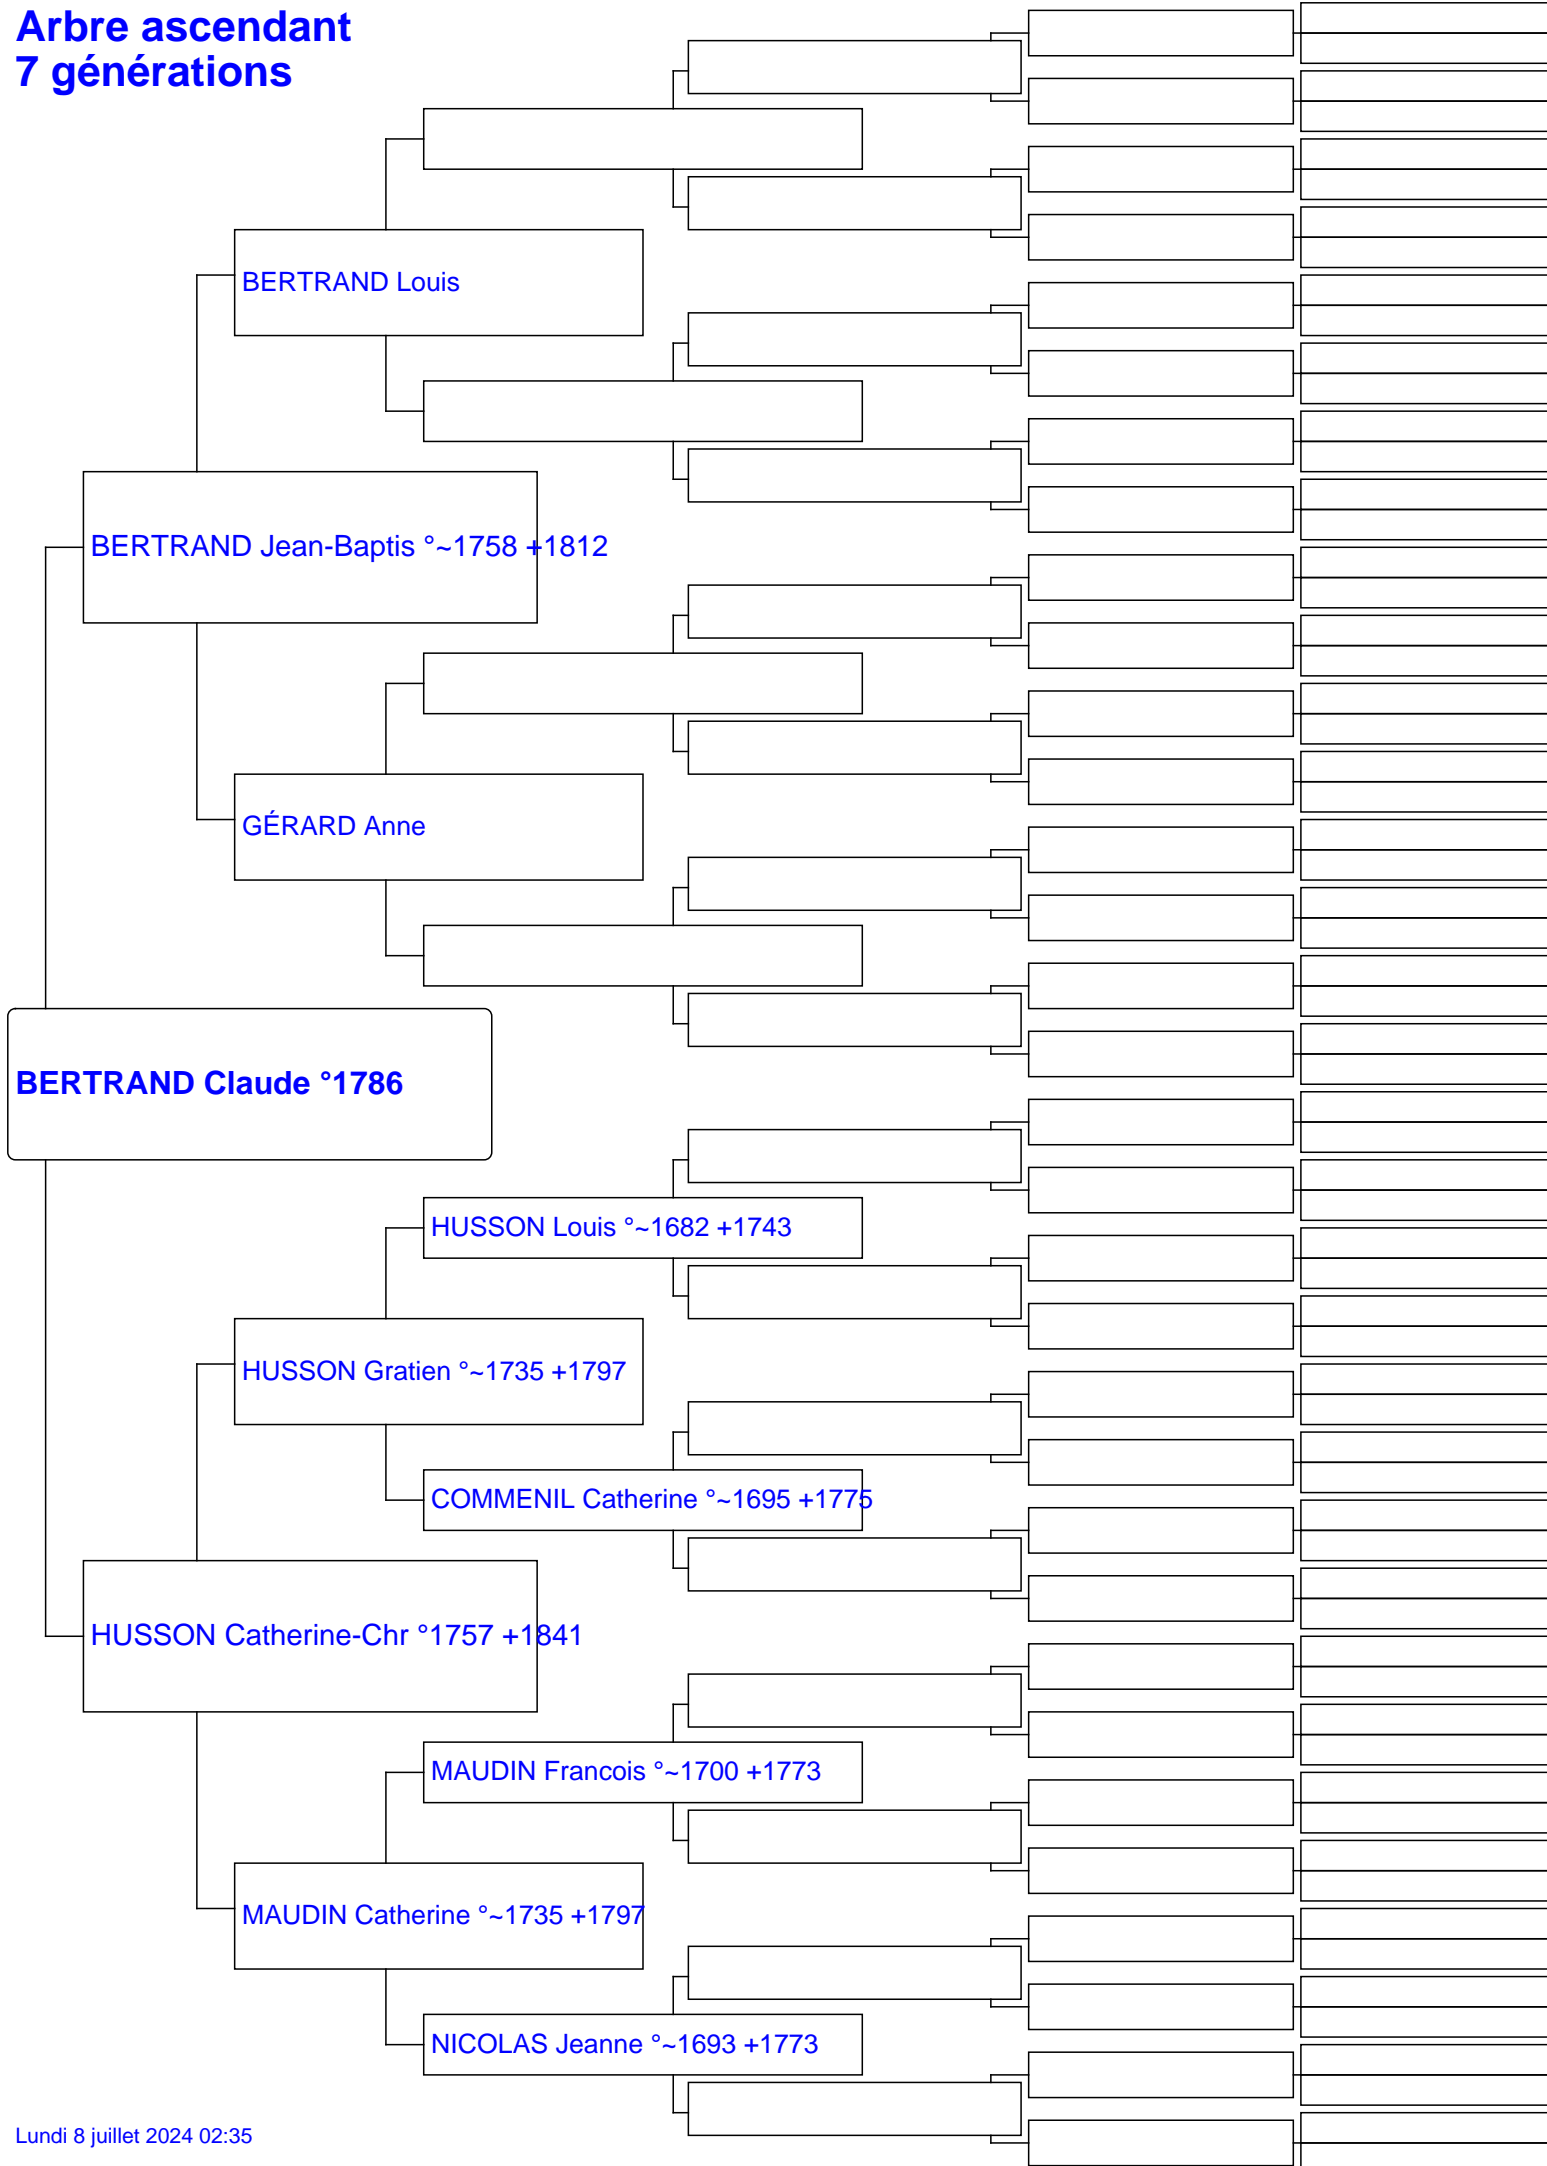 Arbre ascendant
7 générations
BERTRAND Louis
BERTRAND Jean-Baptis °~1758 +1812
GÉRARD Anne
BERTRAND Claude °1786
HUSSON Louis °~1682 +1743
HUSSON Gratien °~1735 +1797
COMMENIL Catherine °~1695 +1775
HUSSON Catherine-Chr °1757 +1841
MAUDIN Francois °~1700 +1773
MAUDIN Catherine °~1735 +1797
NICOLAS Jeanne °~1693 +1773
Lundi 8 juillet 2024 02:35